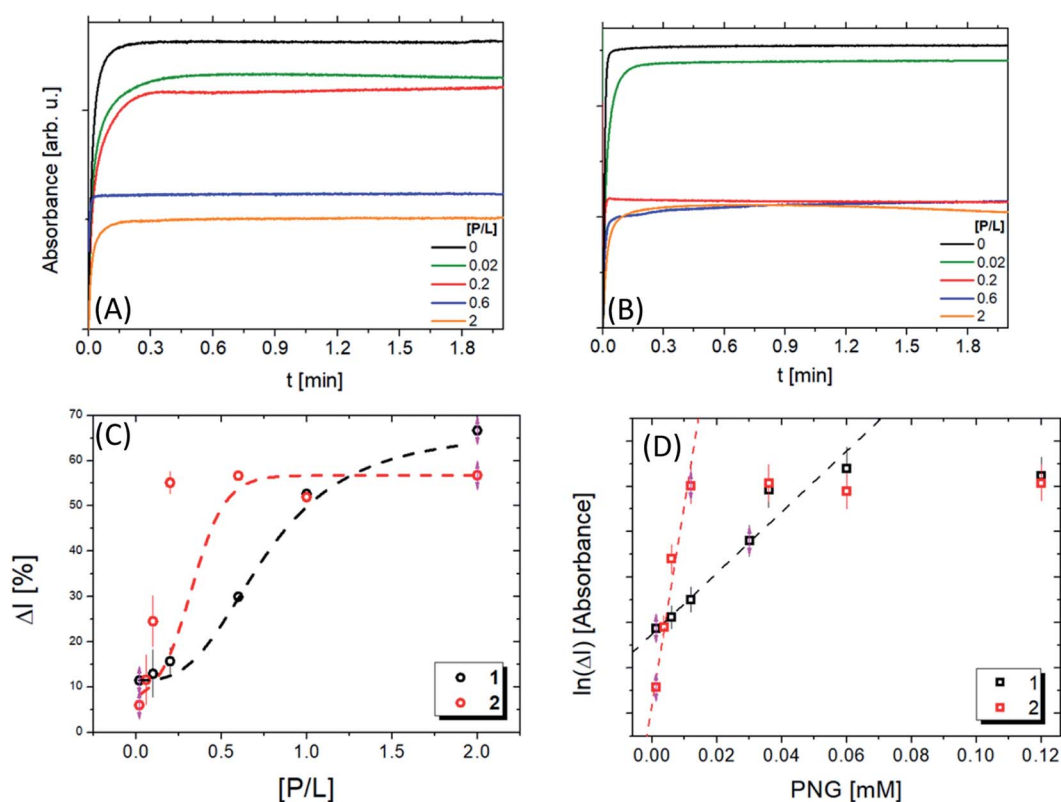 (A)
Absorbance [arb. u.]
[P/L]
0
0.02
0.2
0.6
2
0.0 0.3 0.6 0.9 1.2 1.5 1.8
t [min]
(B)
[P/L]
0
0.02
0.2
0.6
2
0.0 0.3 0.6 0.9 1.2 1.5 1.8
t [min]
(C)
ΔI [%]
70
60
50
40
30
20
10
0
1
2
0.0 0.5 1.0 1.5 2.0
[P/L]
(D)
ln(ΔI) [Absorbance]
1
2
0.00 0.02 0.04 0.06 0.08 0.10 0.12
PNG [mM]